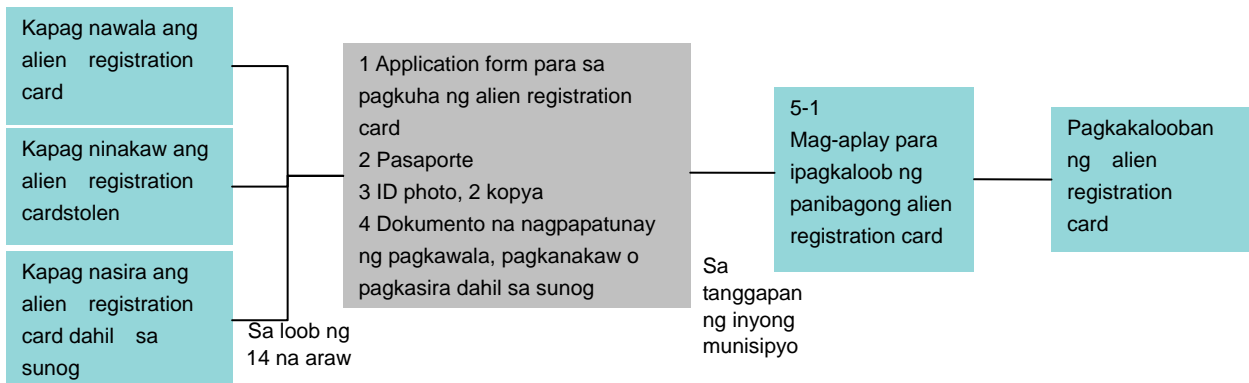 Kapag nawala ang
alien registration
card
Kapag ninakaw ang
alien registration
cardstolen
Kapag nasira ang
alien registration
card dahil sa
sunog
Sa loob ng
14 na araw
1 Application form para sa
pagkuha ng alien registration
card
2 Pasaporte
3 ID photo, 2 kopya
4 Dokumento na nagpapatunay
ng pagkawala, pagkanakaw o
pagkasira dahil sa sunog
Sa
tanggapan
ng inyong
munisipyo
5-1
Mag-aplay para
ipagkaloob ng
panibagong alien
registration card
Pagkakalooban
ng alien
registration
card